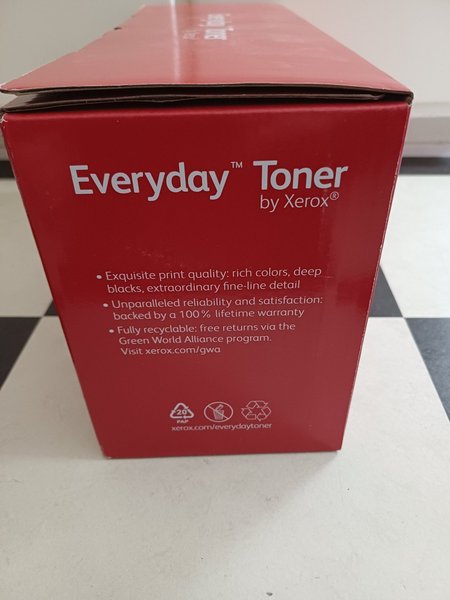 Everyday™ Toner
by Xerox®
• Exquisite print quality: rich colors, deep
blacks, extraordinary fine-line detail
• Unparalleled reliability and satisfaction:
backed by a 100% lifetime warranty
• Fully recyclable: free returns via the
Green World Alliance program.
Visit xerox.com/gwa
20
PAP
xerox.com/everydaytoner